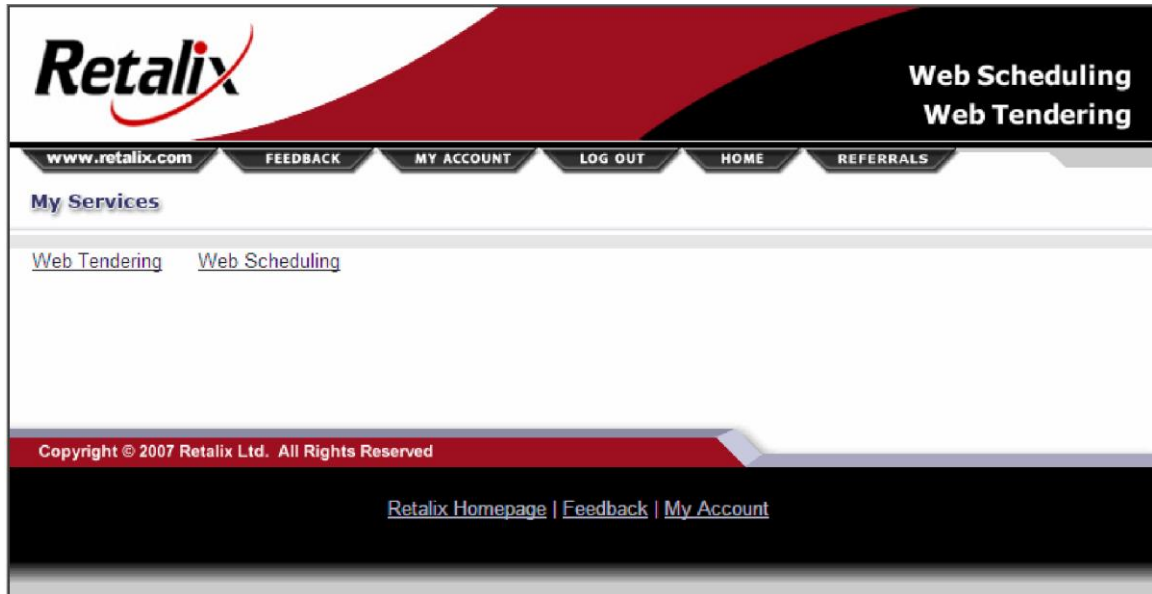 Retalix
Web Scheduling
Web Tendering
www.retalix.com FEEDBACK MY ACCOUNT LOG OUT HOME REFERRALS
My Services
Web Tendering Web Scheduling
Copyright © 2007 Retalix Ltd. All Rights Reserved
Retalix Homepage | Feedback | My Account